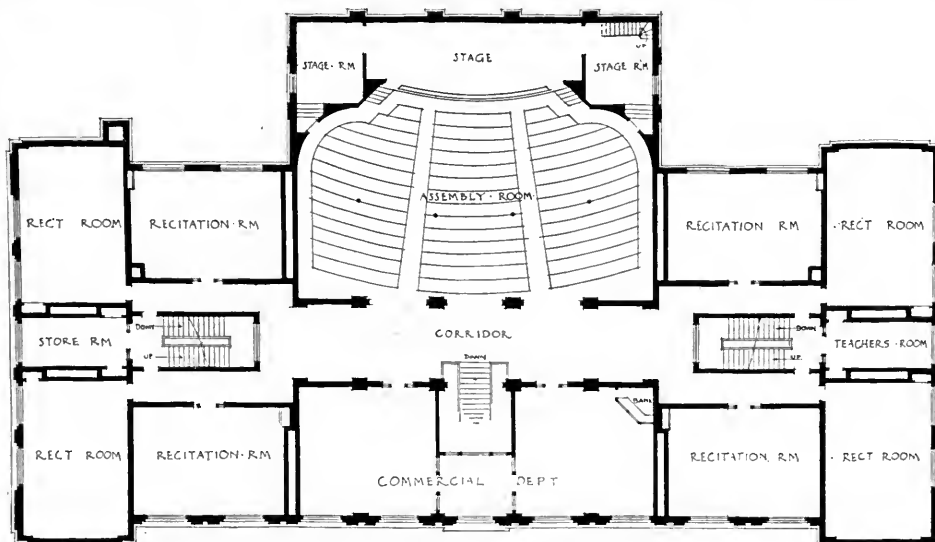 STAGE · RM
STAGE
UP
STAGE RM
RECT ROOM
RECITATION · RM
ASSEMBLY · ROOM
RECITATION RM
RECT ROOM
DOWN
STORE RM
UP
CORRIDOR
DOWN
DOWN
TEACHERS · ROOM
UP
BANK
RECT ROOM
RECITATION · RM
RECITATION, RM
RECT ROOM
COMMERCIAL DEPT